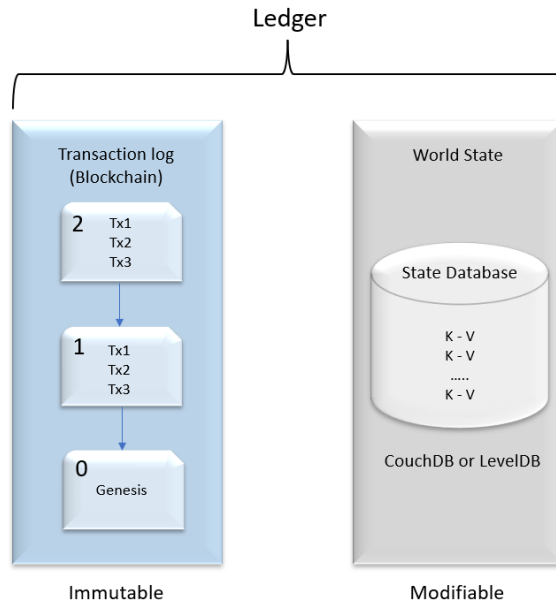 Ledger
Transaction log
(Blockchain)
2
Tx1
Tx2
Tx3
1
Tx1
Tx2
Tx3
0
Genesis
Immutable
World State
State Database
K - V
K - V
.....
K - V
CouchDB or LevelDB
Modifiable